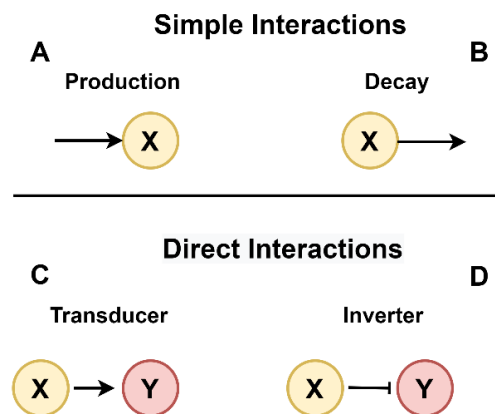 Simple Interactions
A
B
Production
Decay
X
X
Direct Interactions
C
D
Transducer
Inverter
X
Y
X
Y